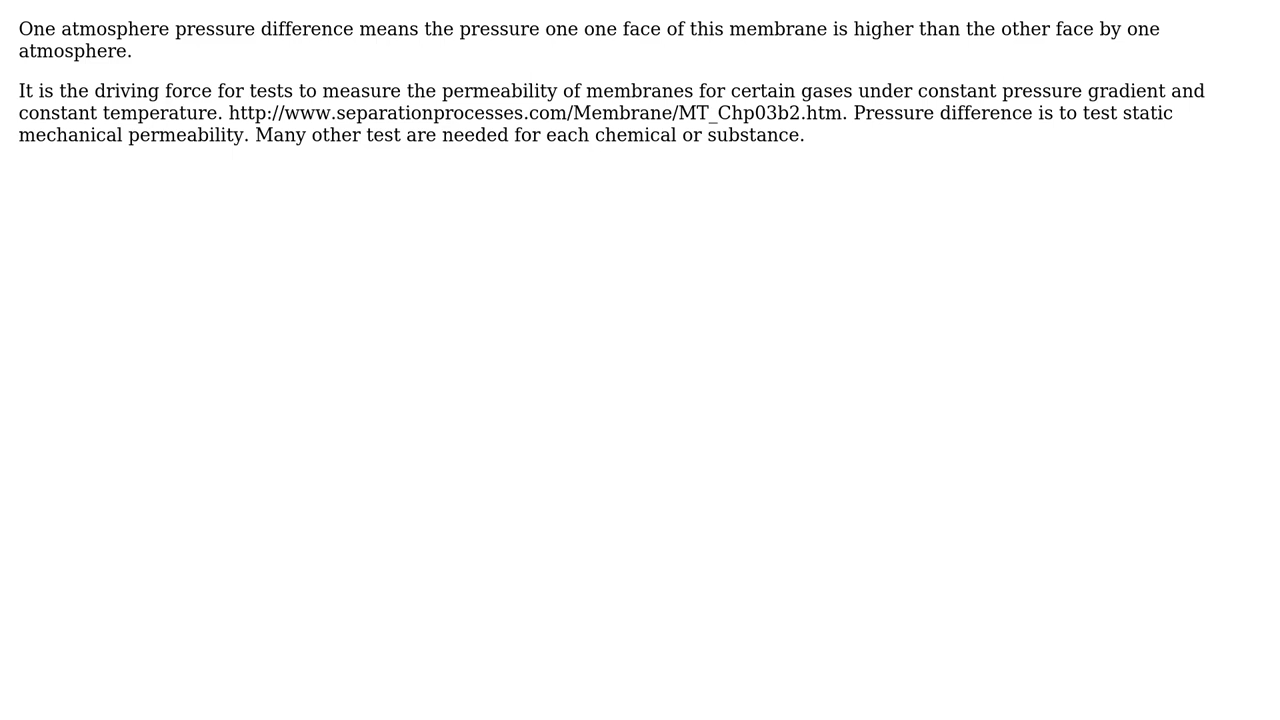 One atmosphere pressure difference means the pressure one one face of this membrane is higher than the other face by one
atmosphere.
It is the driving force for tests to measure the permeability of membranes for certain gases under constant pressure gradient and
constant temperature. http://www.separationprocesses.com/Membrane/MT_Chp03b2.htm. Pressure difference is to test static
mechanical permeability. Many other test are needed for each chemical or substance.